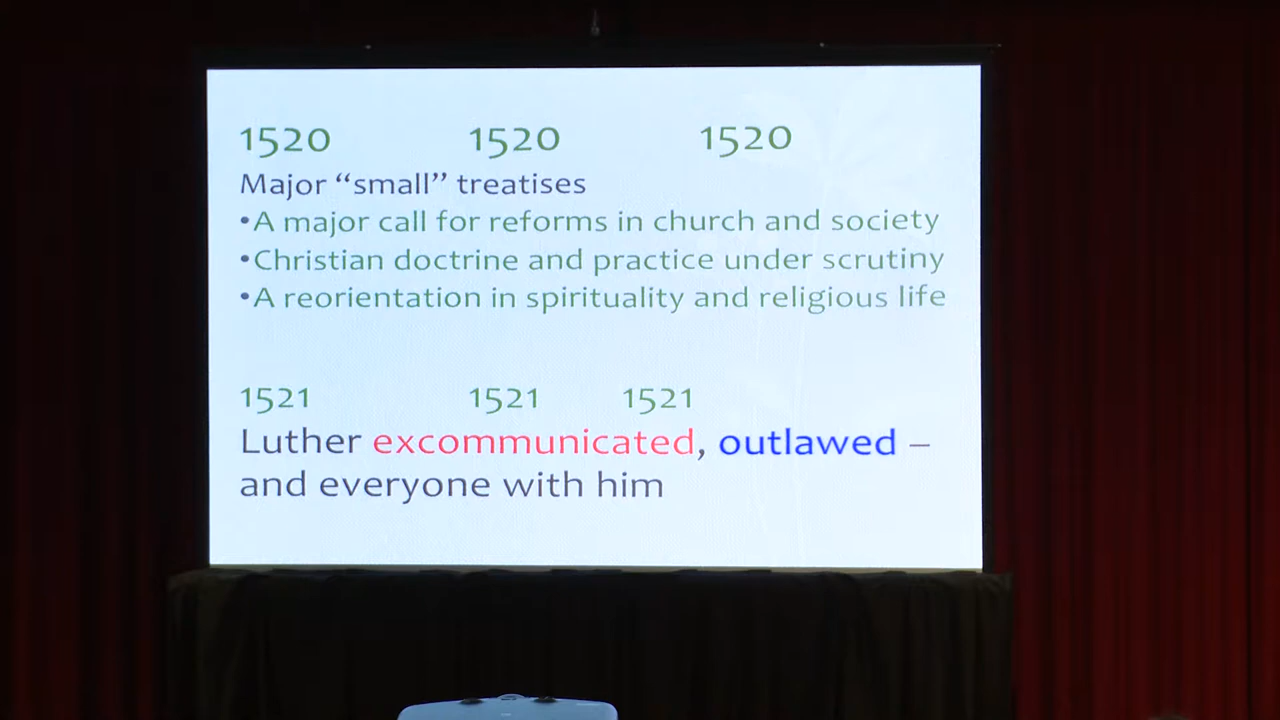 1520 1520 1520
Major “small” treatises
•A major call for reforms in church and society
•Christian doctrine and practice under scrutiny
•A reorientation in spirituality and religious life
1521 1521 1521
Luther excommunicated, outlawed –
and everyone with him